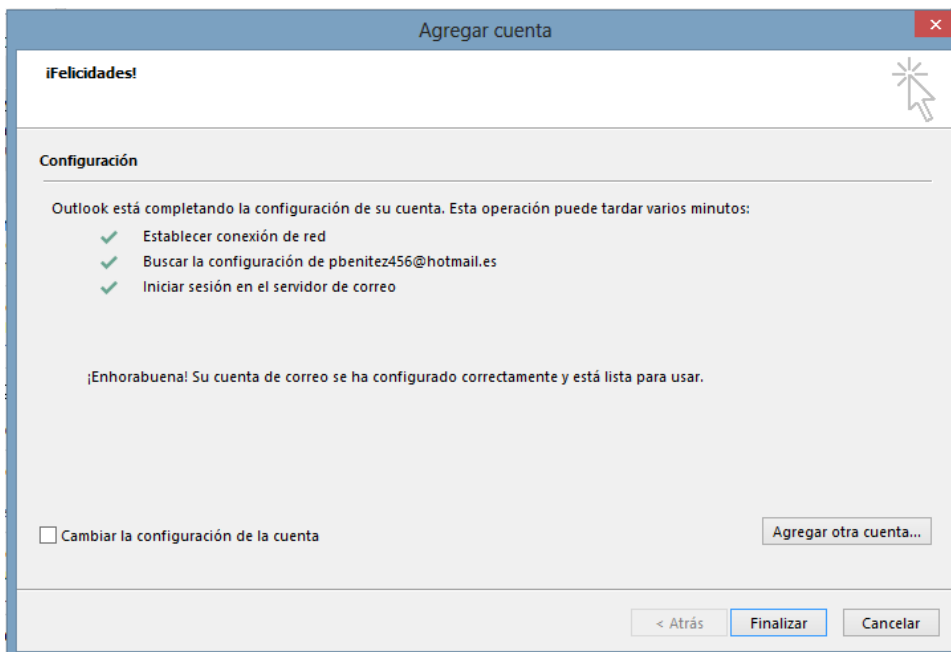 Agregar cuenta
¡Felicidades!
Configuración
Outlook está completando la configuración de su cuenta. Esta operación puede tardar varios minutos:
Establecer conexión de red
Buscar la configuración de pbenitez456@hotmail.es
Iniciar sesión en el servidor de correo
¡Enhorabuena! Su cuenta de correo se ha configurado correctamente y está lista para usar.
Cambiar la configuración de la cuenta
Agregar otra cuenta...
< Atrás
Finalizar
Cancelar